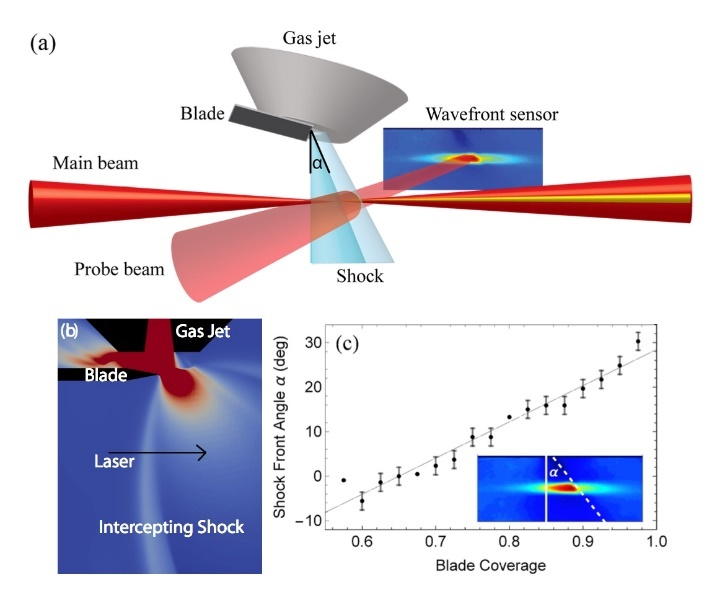 (a)
Gas jet
Blade
Wavefront sensor
α
Main beam
Probe beam
Shock
(b)
Gas Jet
Blade
Laser
Intercepting Shock
(c)
Shock Front Angle α (deg)
30
20
10
0
−10
α
0.6 0.7 0.8 0.9 1.0
Blade Coverage